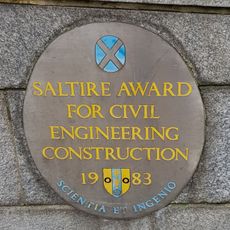 SALTIRE AWARD
FOR CIVIL
ENGINEERING
CONSTRUCTION
19 83
SCIENTIA ET INGENIO